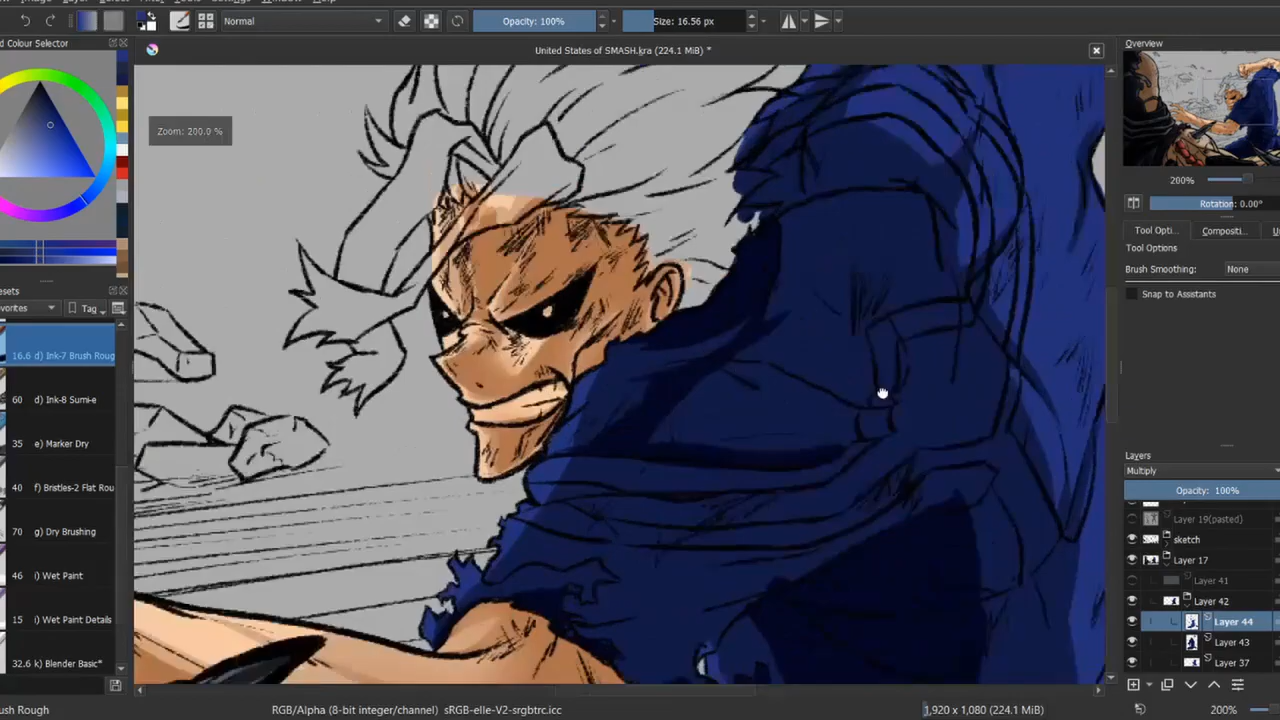 Normal
Opacity: 100%
Size: 16.56 px
d Colour Selector
United States of SMASH.kra (224.1 MiB) *
Overview
Zoom: 200.0 %
200%
Rotation: 0.00°
Tool Opti...
Compositi...
Tool Options
Brush Smoothing:
None
Snap to Assistants
esets
vorites
Tag
16.6 d) Ink-7 Brush Roug
60 d) Ink-8 Sumi-e
35 e) Marker Dry
40 f) Bristles-2 Flat Rou
70 g) Dry Brushing
46 i) Wet Paint
15 i) Wet Paint Details
32.6 k) Blender Basic*
Layers
Multiply
Opacity: 100%
Layer 19(pasted)
sketch
Layer 17
Layer 41
Layer 42
Layer 44
Layer 43
Layer 37
ush Roug
RGB/Alpha (8-bit integer/channel) sRGB-elle-V2-srgbtrc.icc
1,920 x 1,080 (224.1 MiB)
200%